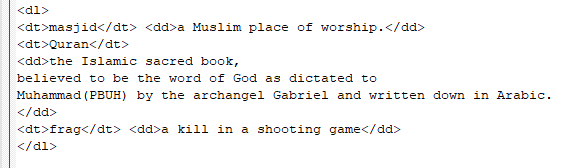 <dl>
<dt>masjid</dt> <dd>a Muslim place of worship.</dd>
<dt>Quran</dt>
<dd>the Islamic sacred book,
believed to be the word of God as dictated to
Muhammad(PBUH) by the archangel Gabriel and written down in Arabic.
</dd>
<dt>frag</dt> <dd>a kill in a shooting game</dd>
</dl>